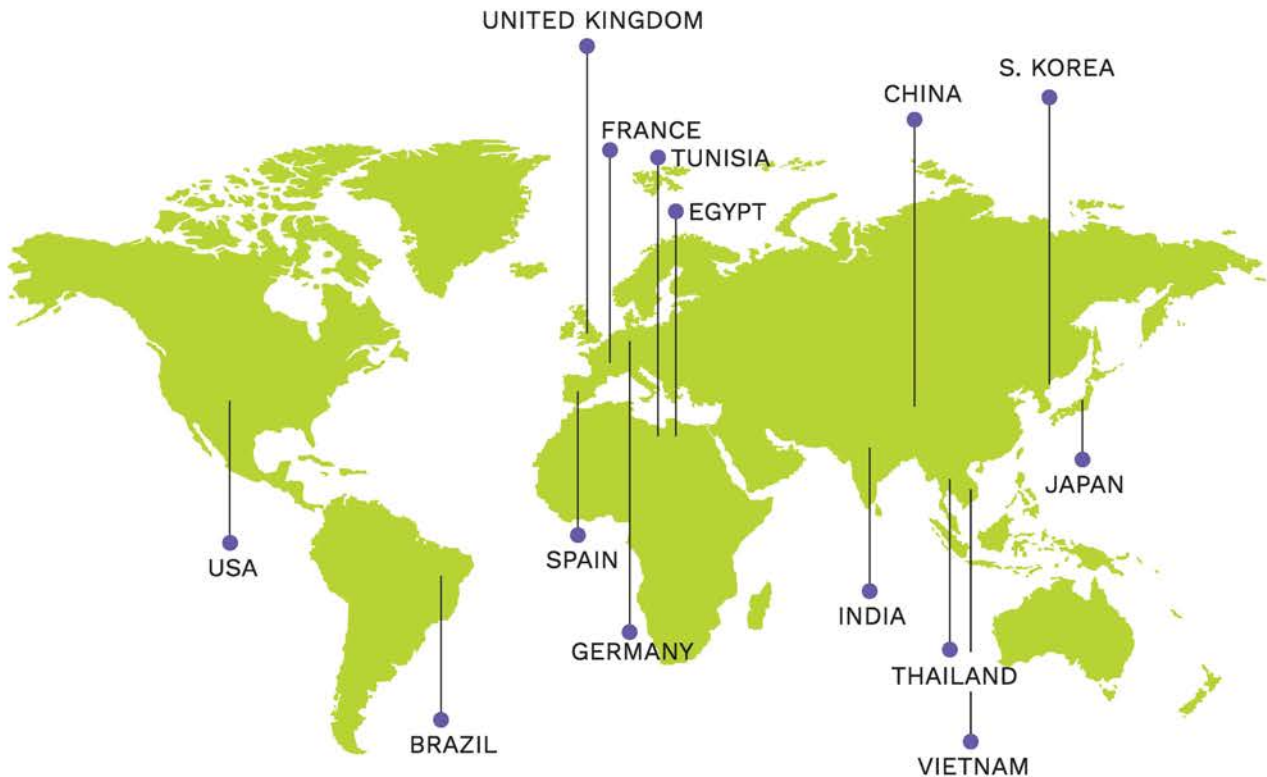 UNITED KINGDOM
S. KOREA
CHINA
FRANCE
TUNISIA
EGYPT
JAPAN
SPAIN
USA
INDIA
GERMANY
THAILAND
BRAZIL
VIETNAM